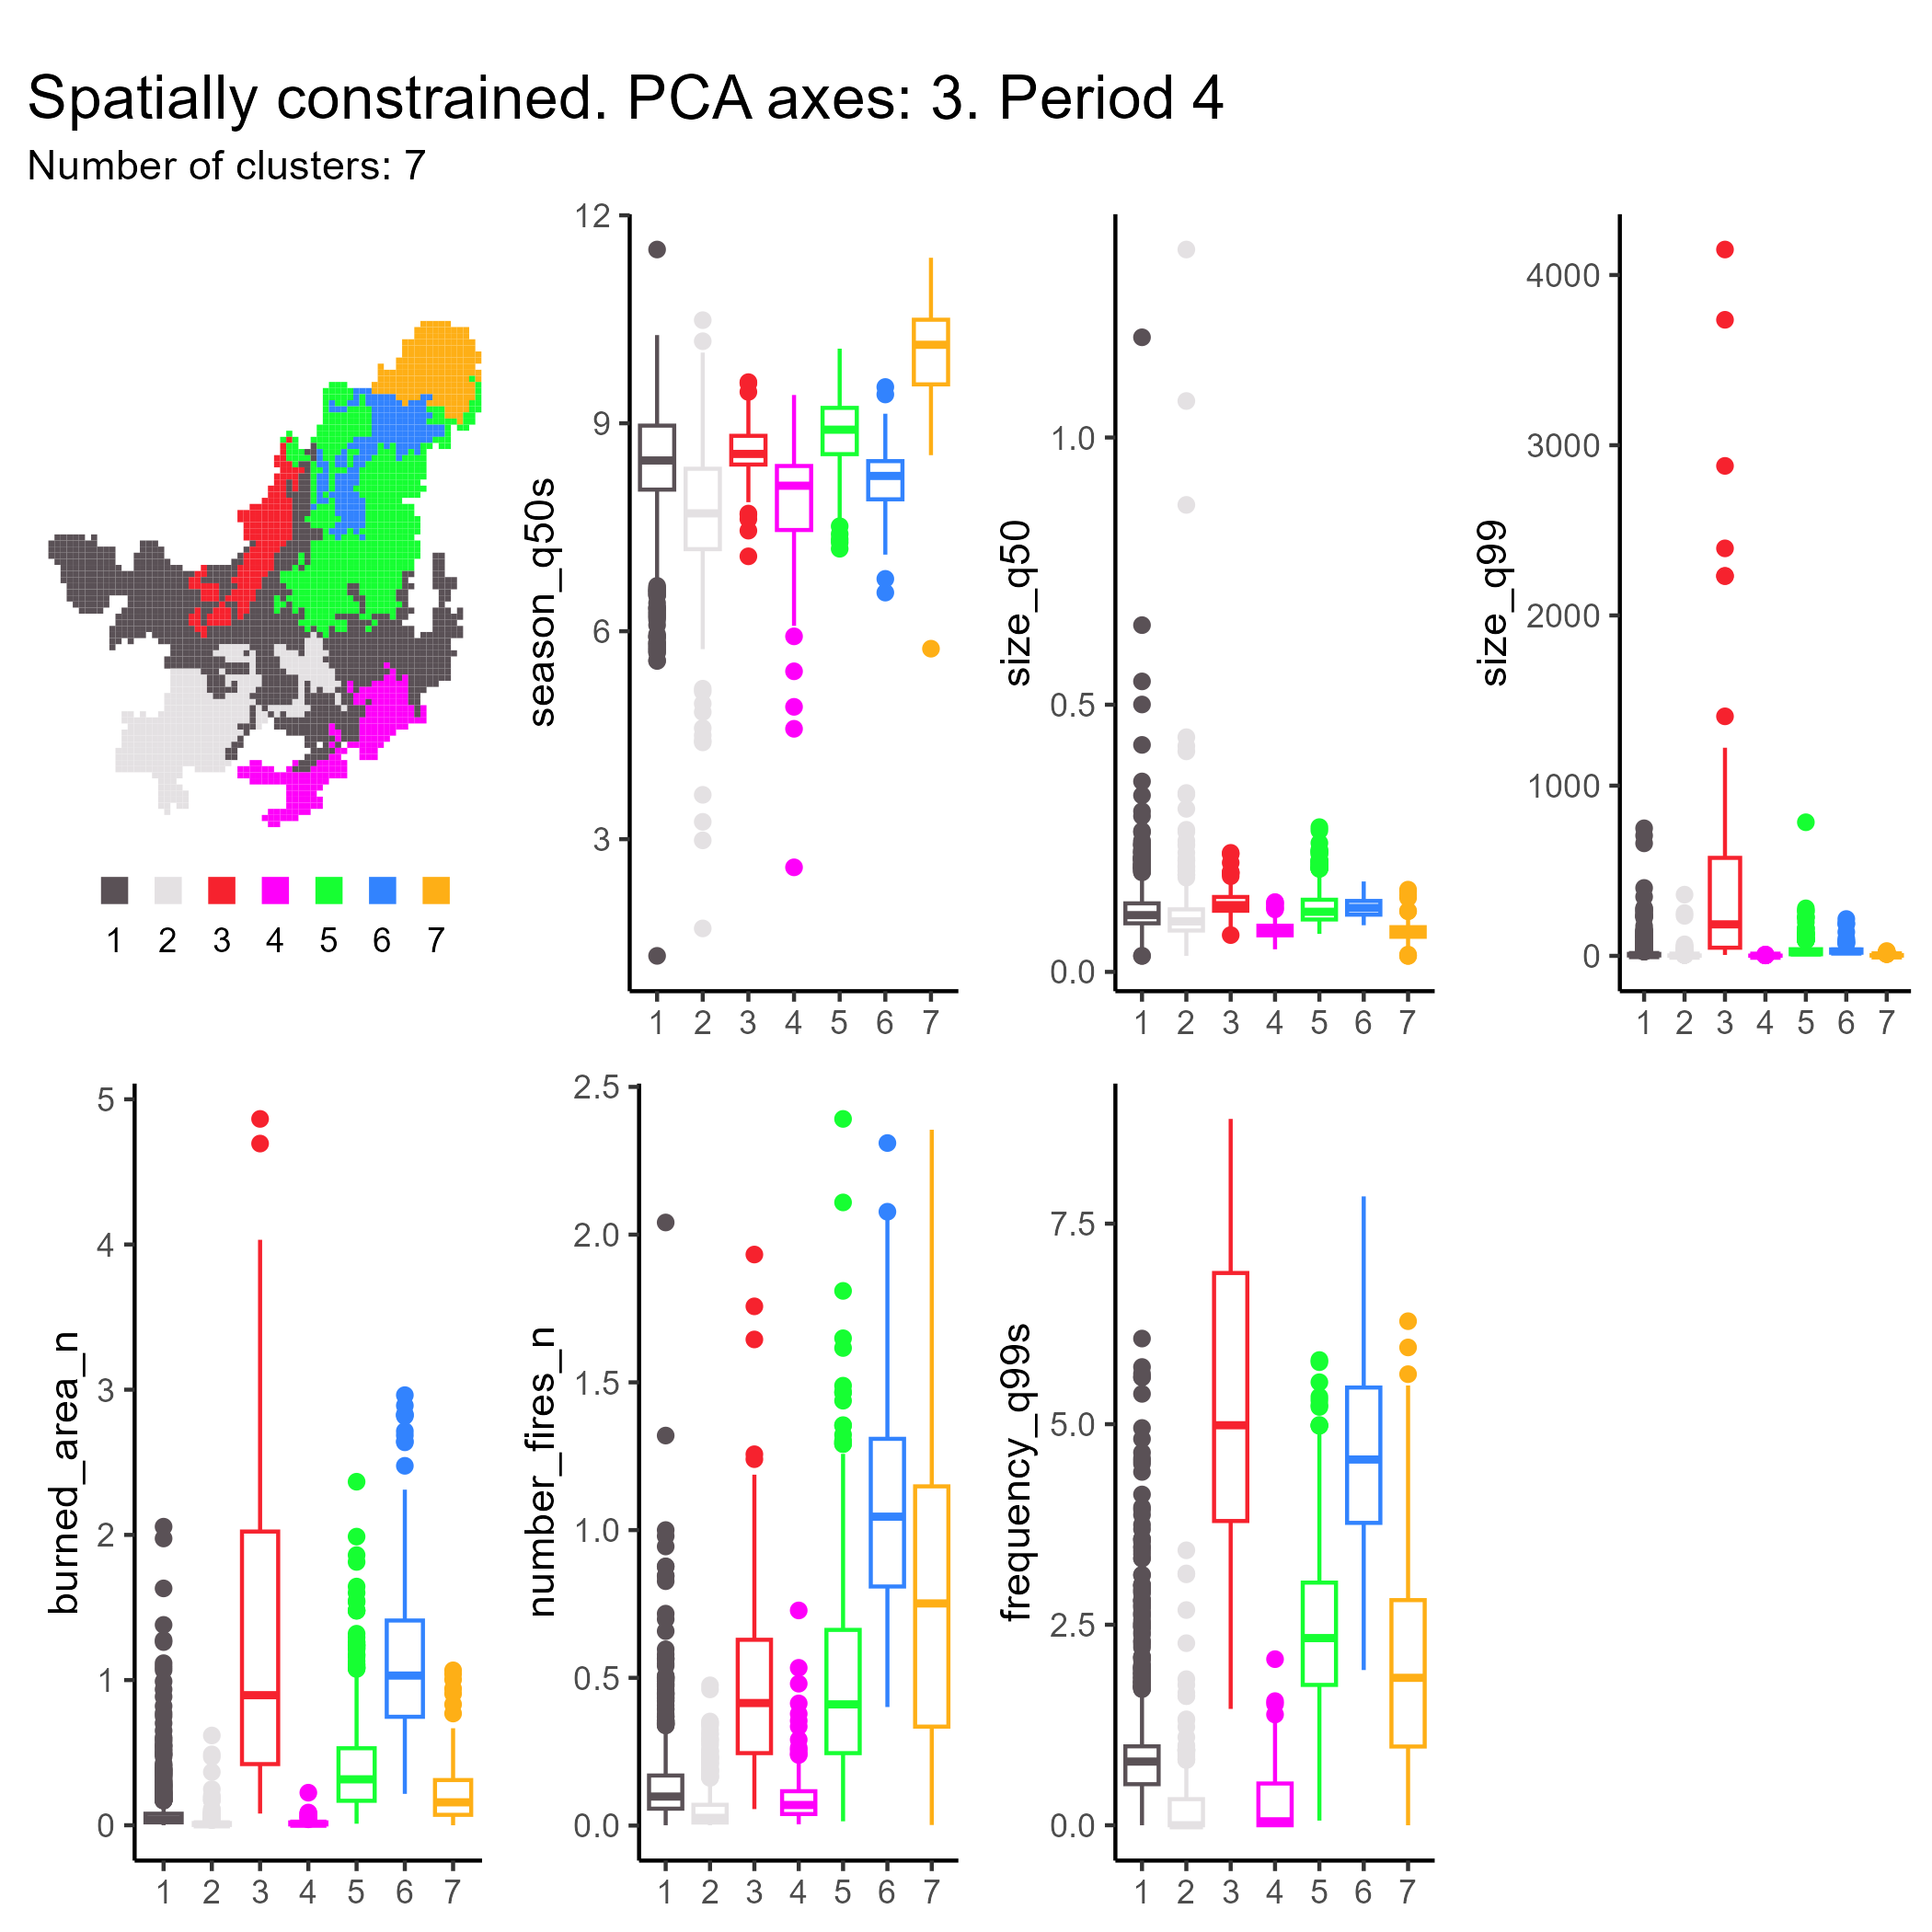 Spatially constrained. PCA axes: 3. Period 4
Number of clusters: 7
1 2 3 4 5 6 7
season_q50s
12
9
6
3
1 2 3 4 5 6 7
size_q50
1.0
0.5
0.0
1 2 3 4 5 6 7
size_q99
4000
3000
2000
1000
0
1 2 3 4 5 6 7
burned_area_n
5
4
3
2
1
0
1 2 3 4 5 6 7
number_fires_n
2.5
2.0
1.5
1.0
0.5
0.0
1 2 3 4 5 6 7
frequency_q99s
7.5
5.0
2.5
0.0
1 2 3 4 5 6 7